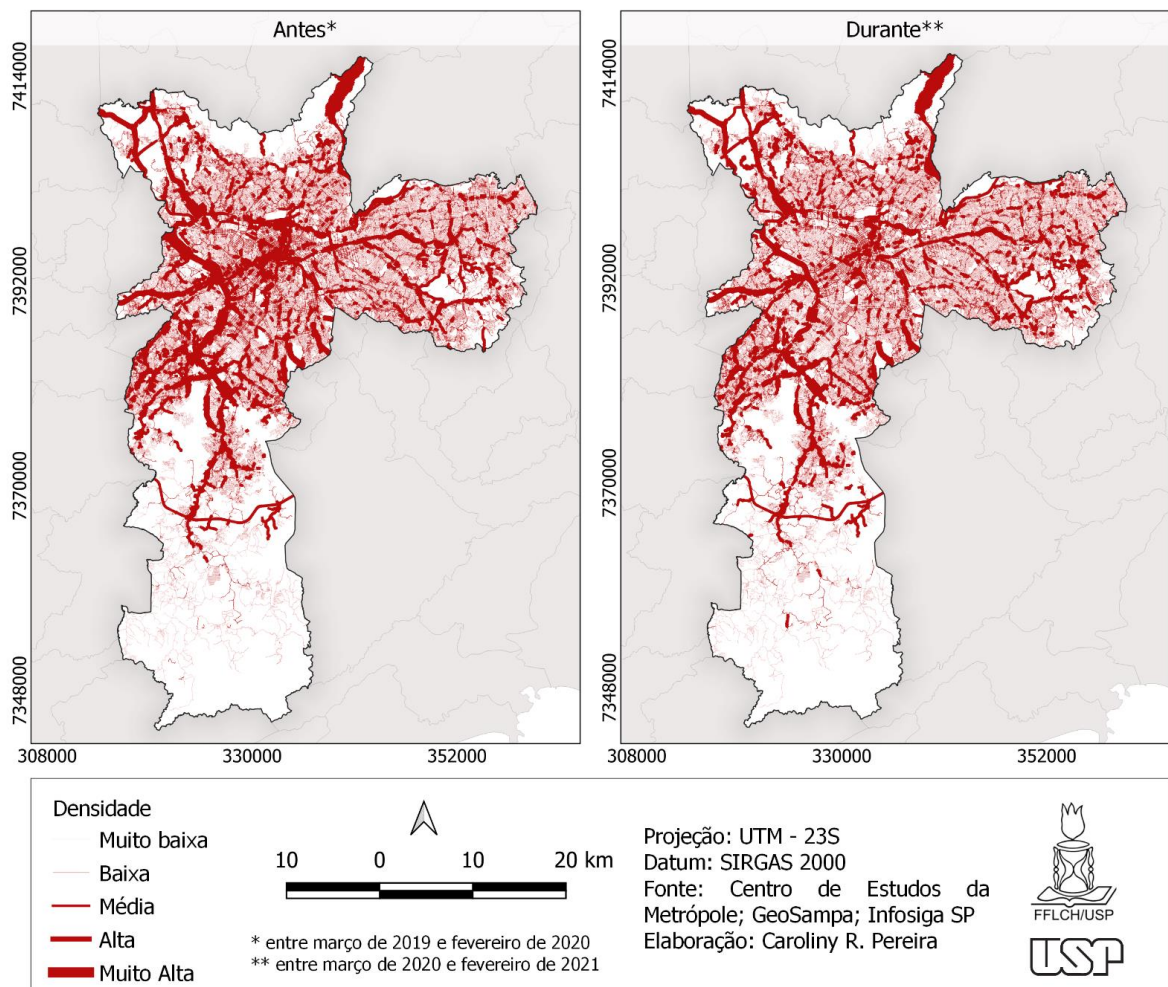 Antes*
Durante**
7414000
7392000
7370000
7348000
308000
330000
352000
7414000
7392000
7370000
7348000
308000
330000
352000
Densidade
Muito baixa
Baixa
Média
Alta
Muito Alta
10 0 10 20 km
* entre março de 2019 e fevereiro de 2020
** entre março de 2020 e fevereiro de 2021
Projeção: UTM - 23S
Datum: SIRGAS 2000
Fonte: Centro de Estudos da
Metrópole; GeoSampa; Infosiga SP
Elaboração: Caroliny R. Pereira
FFLCH/USP
USP